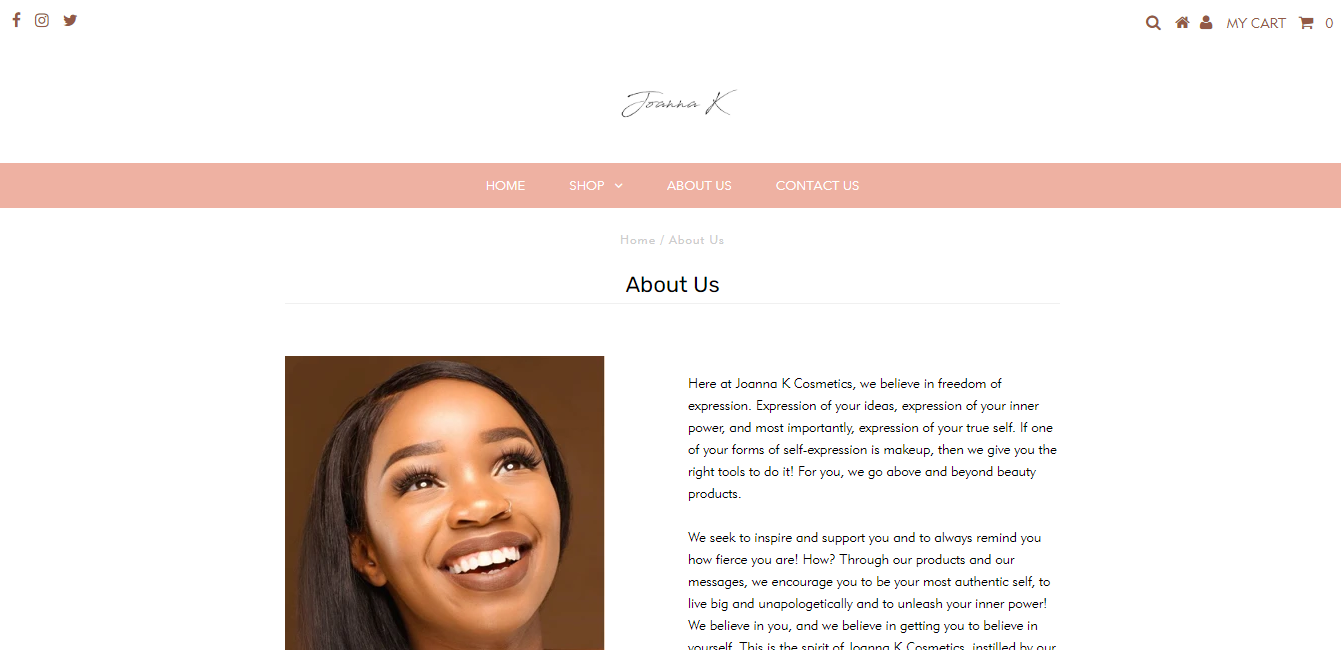 MY CART 0
Joanna K
HOME SHOP ABOUT US CONTACT US
Home / About Us
About Us
Here at Joanna K Cosmetics, we believe in freedom of
expression. Expression of your ideas, expression of your inner
power, and most importantly, expression of your true self. If one
of your forms of self-expression is makeup, then we give you the
right tools to do it! For you, we go above and beyond beauty
products.
We seek to inspire and support you and to always remind you
how fierce you are! How? Through our products and our
messages, we encourage you to be your most authentic self, to
live big and unapologetically and to unleash your inner power!
We believe in you, and we believe in getting you to believe in
yourself. This is the spirit of Joanna K Cosmetics, instilled by our